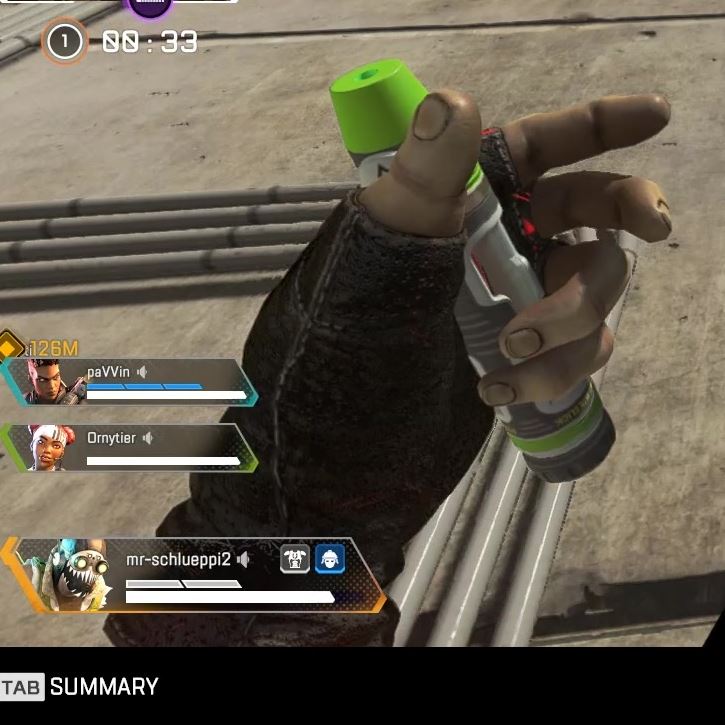 1 00:33
126M
paVVin
Ornytier
mr-schlueppi2
TAB SUMMARY